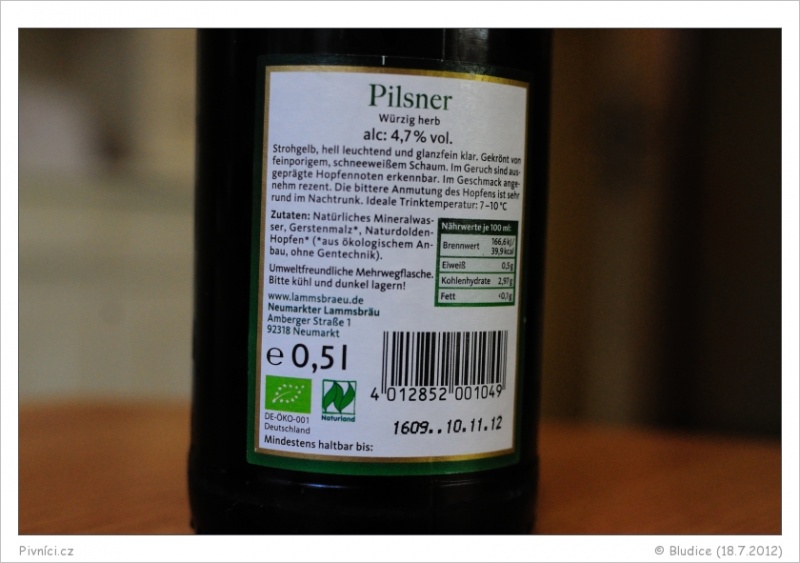 Pilsner
Würzig herb
alc: 4,7% vol.
Strohgelb, hell leuchtend und glanzfein klar. Gekrönt von
feinporigem, schneeweißem Schaum. Im Geruch sind aus-
geprägte Hopfennoten erkennbar. Im Geschmack ange-
nehm rezent. Die bittere Anmutung des Hopfens ist sehr
rund im Nachtrunk. Ideale Trinktemperatur: 7-10 °C
Zutaten: Natürliches Mineralwas-
ser, Gerstenmalz*, Naturdolden-
Hopfen* (*aus ökologischem An-
bau, ohne Gentechnik).
Umweltfreundliche Mehrwegflasche.
Bitte kühl und dunkel lagern!
www.lammsbraeu.de
Neumarkter Lammsbräu
Amberger Straße 1
92318 Neumarkt
Nährwerte je 100 ml:
Brennwert 166,6 kJ/
39,9 kcal
Eiweiß 0,5 g
Kohlenhydrate 2,97 g
Fett <0,1 g
e 0,5 l
4 012852 001049
Naturland
DE-ÖKO-001
Deutschland
1609..10.11.12
Mindestens haltbar bis:
Pivníci.cz
© Bludice (18.7.2012)